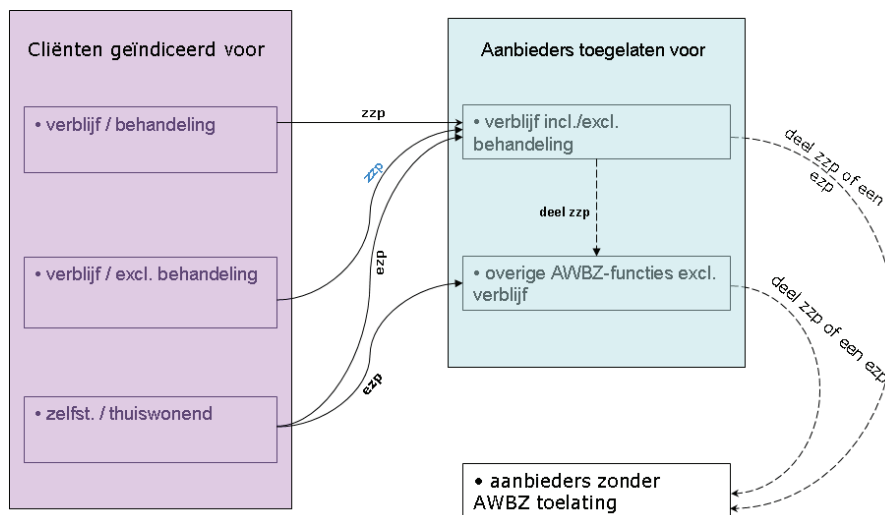 Cliënten geïndiceerd voor
• verblijf / behandeling
• verblijf / excl. behandeling
• zelfst. / thuiswonend
zzp
zzp
eza
ezp
Aanbieders toegelaten voor
• verblijf incl./excl.
behandeling
deel zzp
• overige AWBZ-functies excl.
verblijf
deel zzp of een
ezp
deel zzp of een ezp
• aanbieders zonder
AWBZ toelating